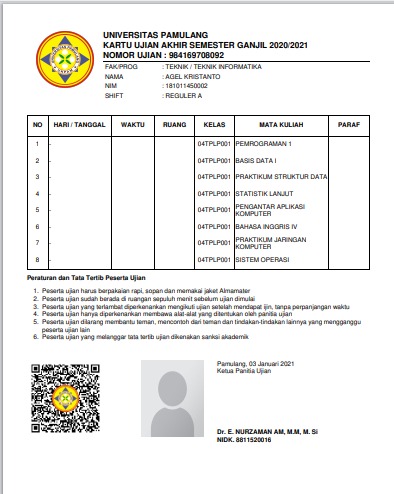 UNIVERSITAS PAMULANG
KARTU UJIAN AKHIR SEMESTER GANJIL 2020/2021
NOMOR UJIAN : 984169708092
FAK/PROG : TEKNIK / TEKNIK INFORMATIKA
NAMA : AGEL KRISTANTO
NIM : 181011450002
SHIFT : REGULER A
NO HARI / TANGGAL WAKTU RUANG KELAS MATA KULIAH PARAF
1 - 04TPLP001 PEMROGRAMAN 1
2 - 04TPLP001 BASIS DATA I
3 - 04TPLP001 PRAKTIKUM STRUKTUR DATA
4 - 04TPLP001 STATISTIK LANJUT
5 - 04TPLP001 PENGANTAR APLIKASI
KOMPUTER
6 - 04TPLP001 BAHASA INGGRIS IV
7 - 04TPLP001 PRAKTIKUM JARINGAN
KOMPUTER
8 - 04TPLP001 SISTEM OPERASI
Peraturan dan Tata Tertib Peserta Ujian
1. Peserta ujian harus berpakaian rapi, sopan dan memakai jaket Almamater
2. Peserta ujian sudah berada di ruangan sepuluh menit sebelum ujian dimulai
3. Peserta ujian yang terlambat diperkenankan mengikuti ujian setelah mendapat ijin, tanpa perpanjangan waktu
4. Peserta ujian hanya diperkenankan membawa alat-alat yang ditentukan oleh panitia ujian
5. Peserta ujian dilarang membantu teman, mencontoh dari teman dan tindakan-tindakan lainnya yang mengganggu
peserta ujian lain
6. Peserta ujian yang melanggar tata tertib ujian dikenakan sanksi akademik
Pamulang, 03 Januari 2021
Ketua Panitia Ujian
Dr. E. NURZAMAN AM, M.M, M. Si
NIDK. 8811520016